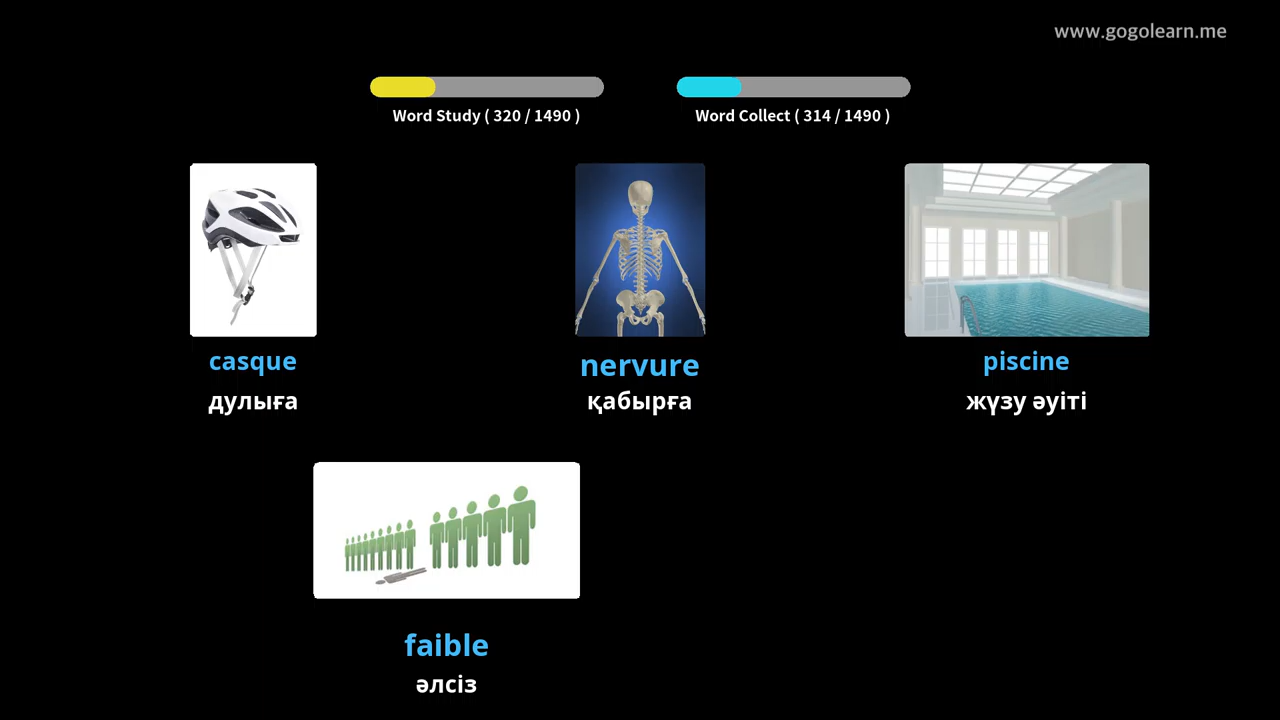 www.gogolearn.me
Word Study ( 320 / 1490 )
Word Collect ( 314 / 1490 )
casque
дулыға
nervure
қабырға
piscine
жүзу әуіті
faible
әлсіз